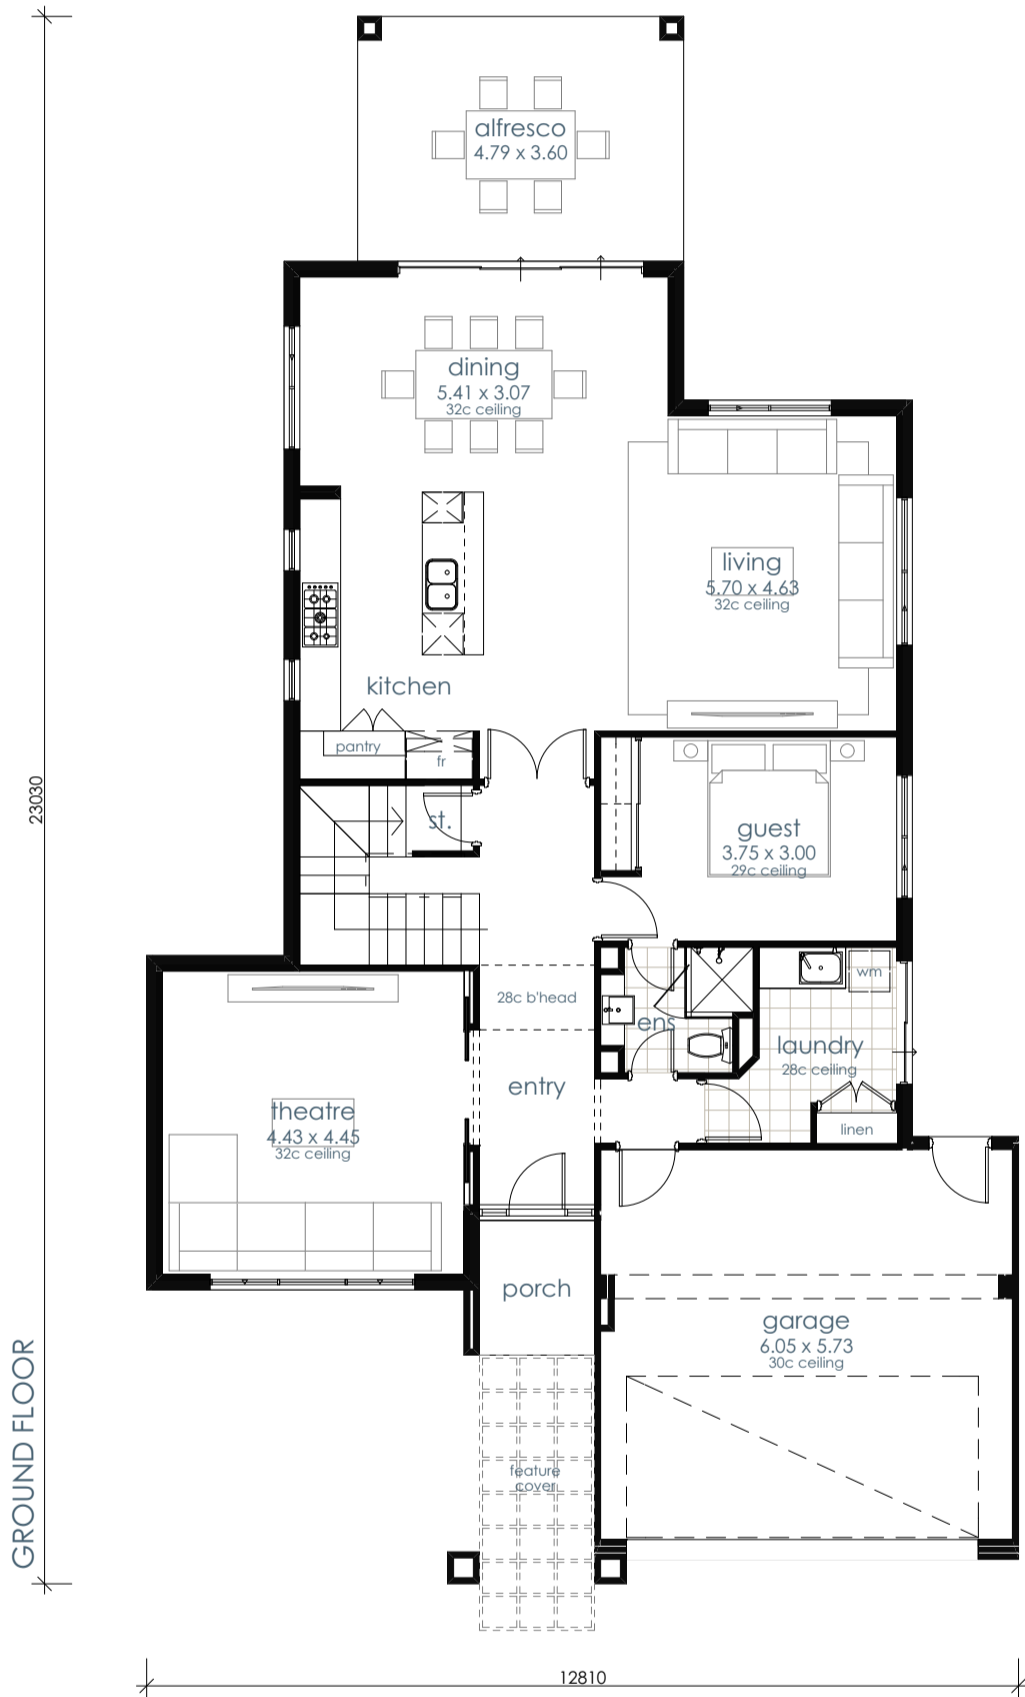 alfresco
4.79 x 3.60
dining
5.41 x 3.07
32c ceiling
living
5.70 x 4.63
32c ceiling
kitchen
pantry
fr
st.
guest
3.75 x 3.00
29c ceiling
23030
28c b'head
ens
wm
laundry
28c ceiling
entry
linen
theatre
4.43 x 4.45
32c ceiling
porch
garage
6.05 x 5.73
30c ceiling
GROUND FLOOR
feature
cover
12810